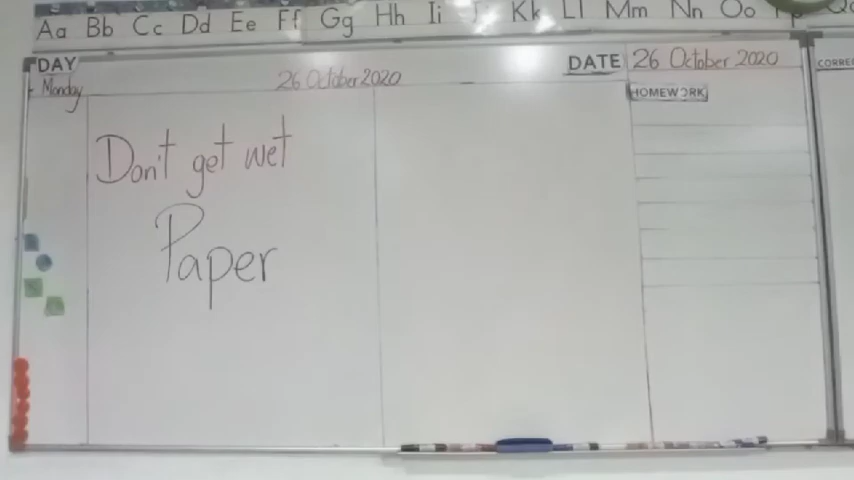 Aa Bb Cc Dd Ee Ff Gg Hh Ii Kk Ll Mm Nn Oo Pp
DAY 26 October 2020 DATE 26 October 2020
Monday
HOMEWORK
Don't get wet
Paper